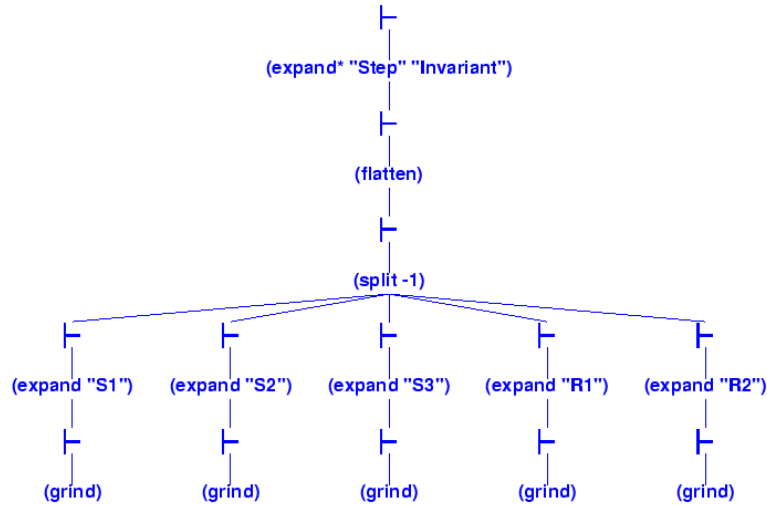 ⊢
(expand* "Step" "Invariant")
⊢
(flatten)
⊢
(split -1)
⊢ ⊢ ⊢ ⊢ ⊢
(expand "S1") (expand "S2") (expand "S3") (expand "R1") (expand "R2")
⊢ ⊢ ⊢ ⊢ ⊢
(grind) (grind) (grind) (grind) (grind)